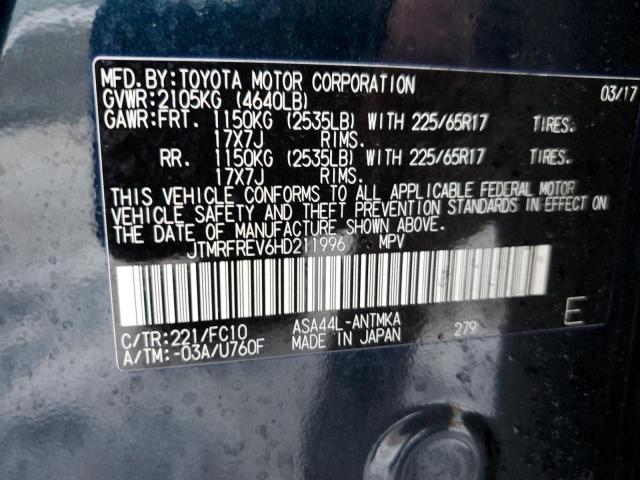 MFD.BY:TOYOTA MOTOR CORPORATION 03/17
GVWR:2105KG (4640LB)
GAWR:FRT. 1150KG (2535LB) WITH 225/65R17 TIRES.
17X7J RIMS.
RR. 1150KG (2535LB) WITH 225/65R17 TIRES.
17X7J RIMS.
THIS VEHICLE CONFORMS TO ALL APPLICABLE FEDERAL MOTOR
VEHICLE SAFETY AND THEFT PREVENTION STANDARDS IN EFFECT ON
THE DATE OF MANUFACTURE SHOWN ABOVE.
JTMRFREV6HD211996 MPV
C/TR:221/FC10 ASA44L-ANTMKA 279 E
A/TM:-03A/U760F MADE IN JAPAN